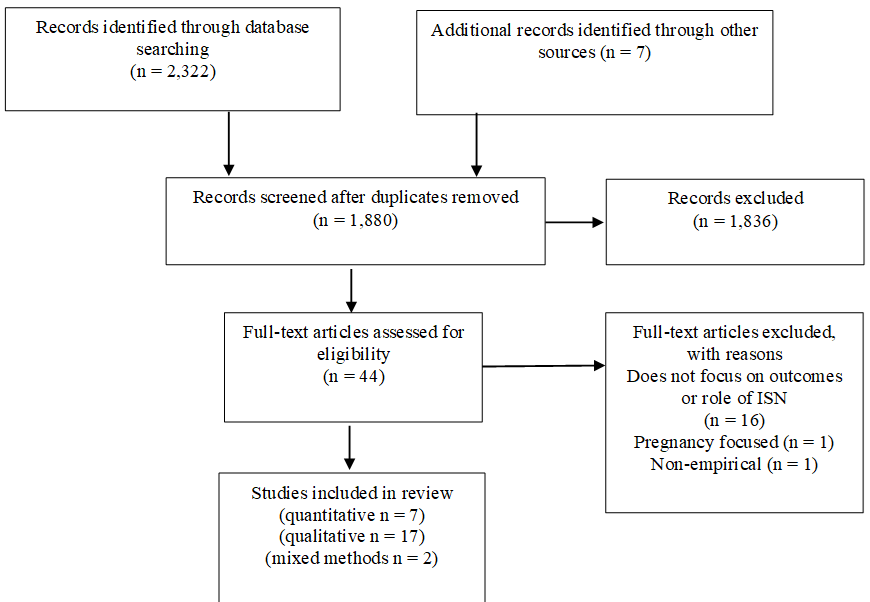 Records identified through database
searching
(n = 2,322)
Additional records identified through other
sources (n = 7)
Records screened after duplicates removed
(n = 1,880)
Records excluded
(n = 1,836)
Full-text articles assessed for
eligibility
(n = 44)
Full-text articles excluded,
with reasons
Does not focus on outcomes
or role of ISN
(n = 16)
Pregnancy focused (n = 1)
Non-empirical (n = 1)
Studies included in review
(quantitative n = 7)
(qualitative n = 17)
(mixed methods n = 2)